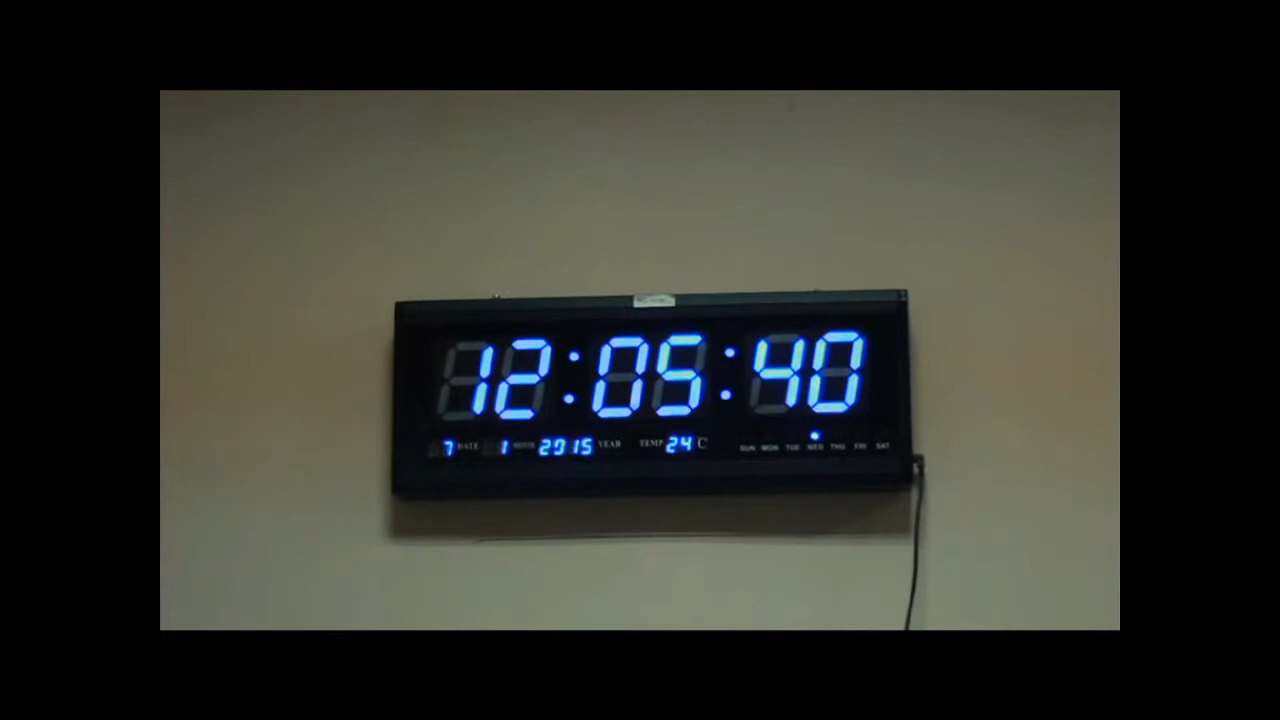 12:05:40
7 DATE 1 MONTH 2015 YEAR TEMP 24 C
SUN MON TUE WED THU FRI SAT